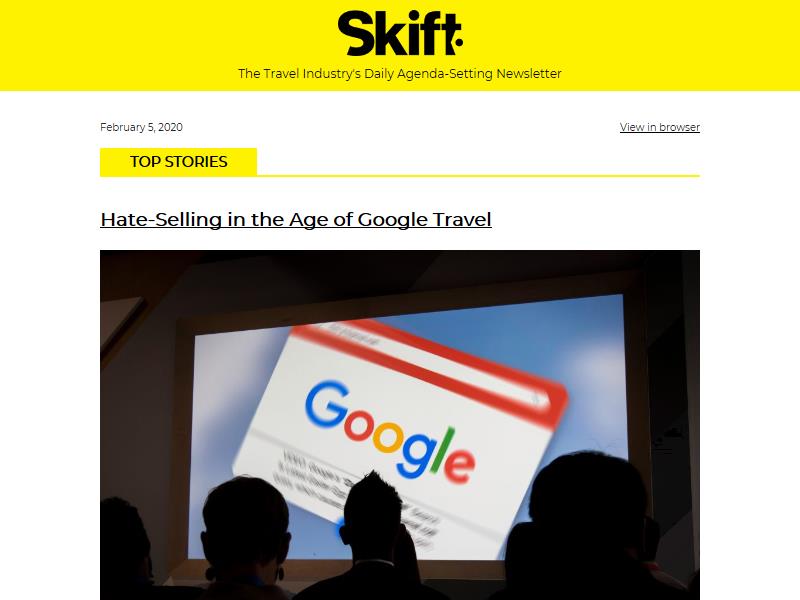 Skift
The Travel Industry's Daily Agenda-Setting Newsletter
February 5, 2020
View in browser
TOP STORIES
Hate-Selling in the Age of Google Travel
Google